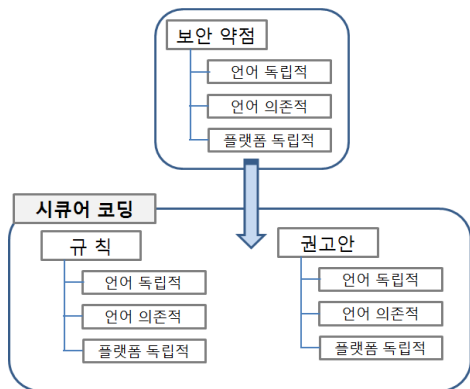 보안 약점
언어 독립적
언어 의존적
플랫폼 독립적
시큐어 코딩
규 칙
언어 독립적
언어 의존적
플랫폼 독립적
권고안
언어 독립적
언어 의존적
플랫폼 독립적